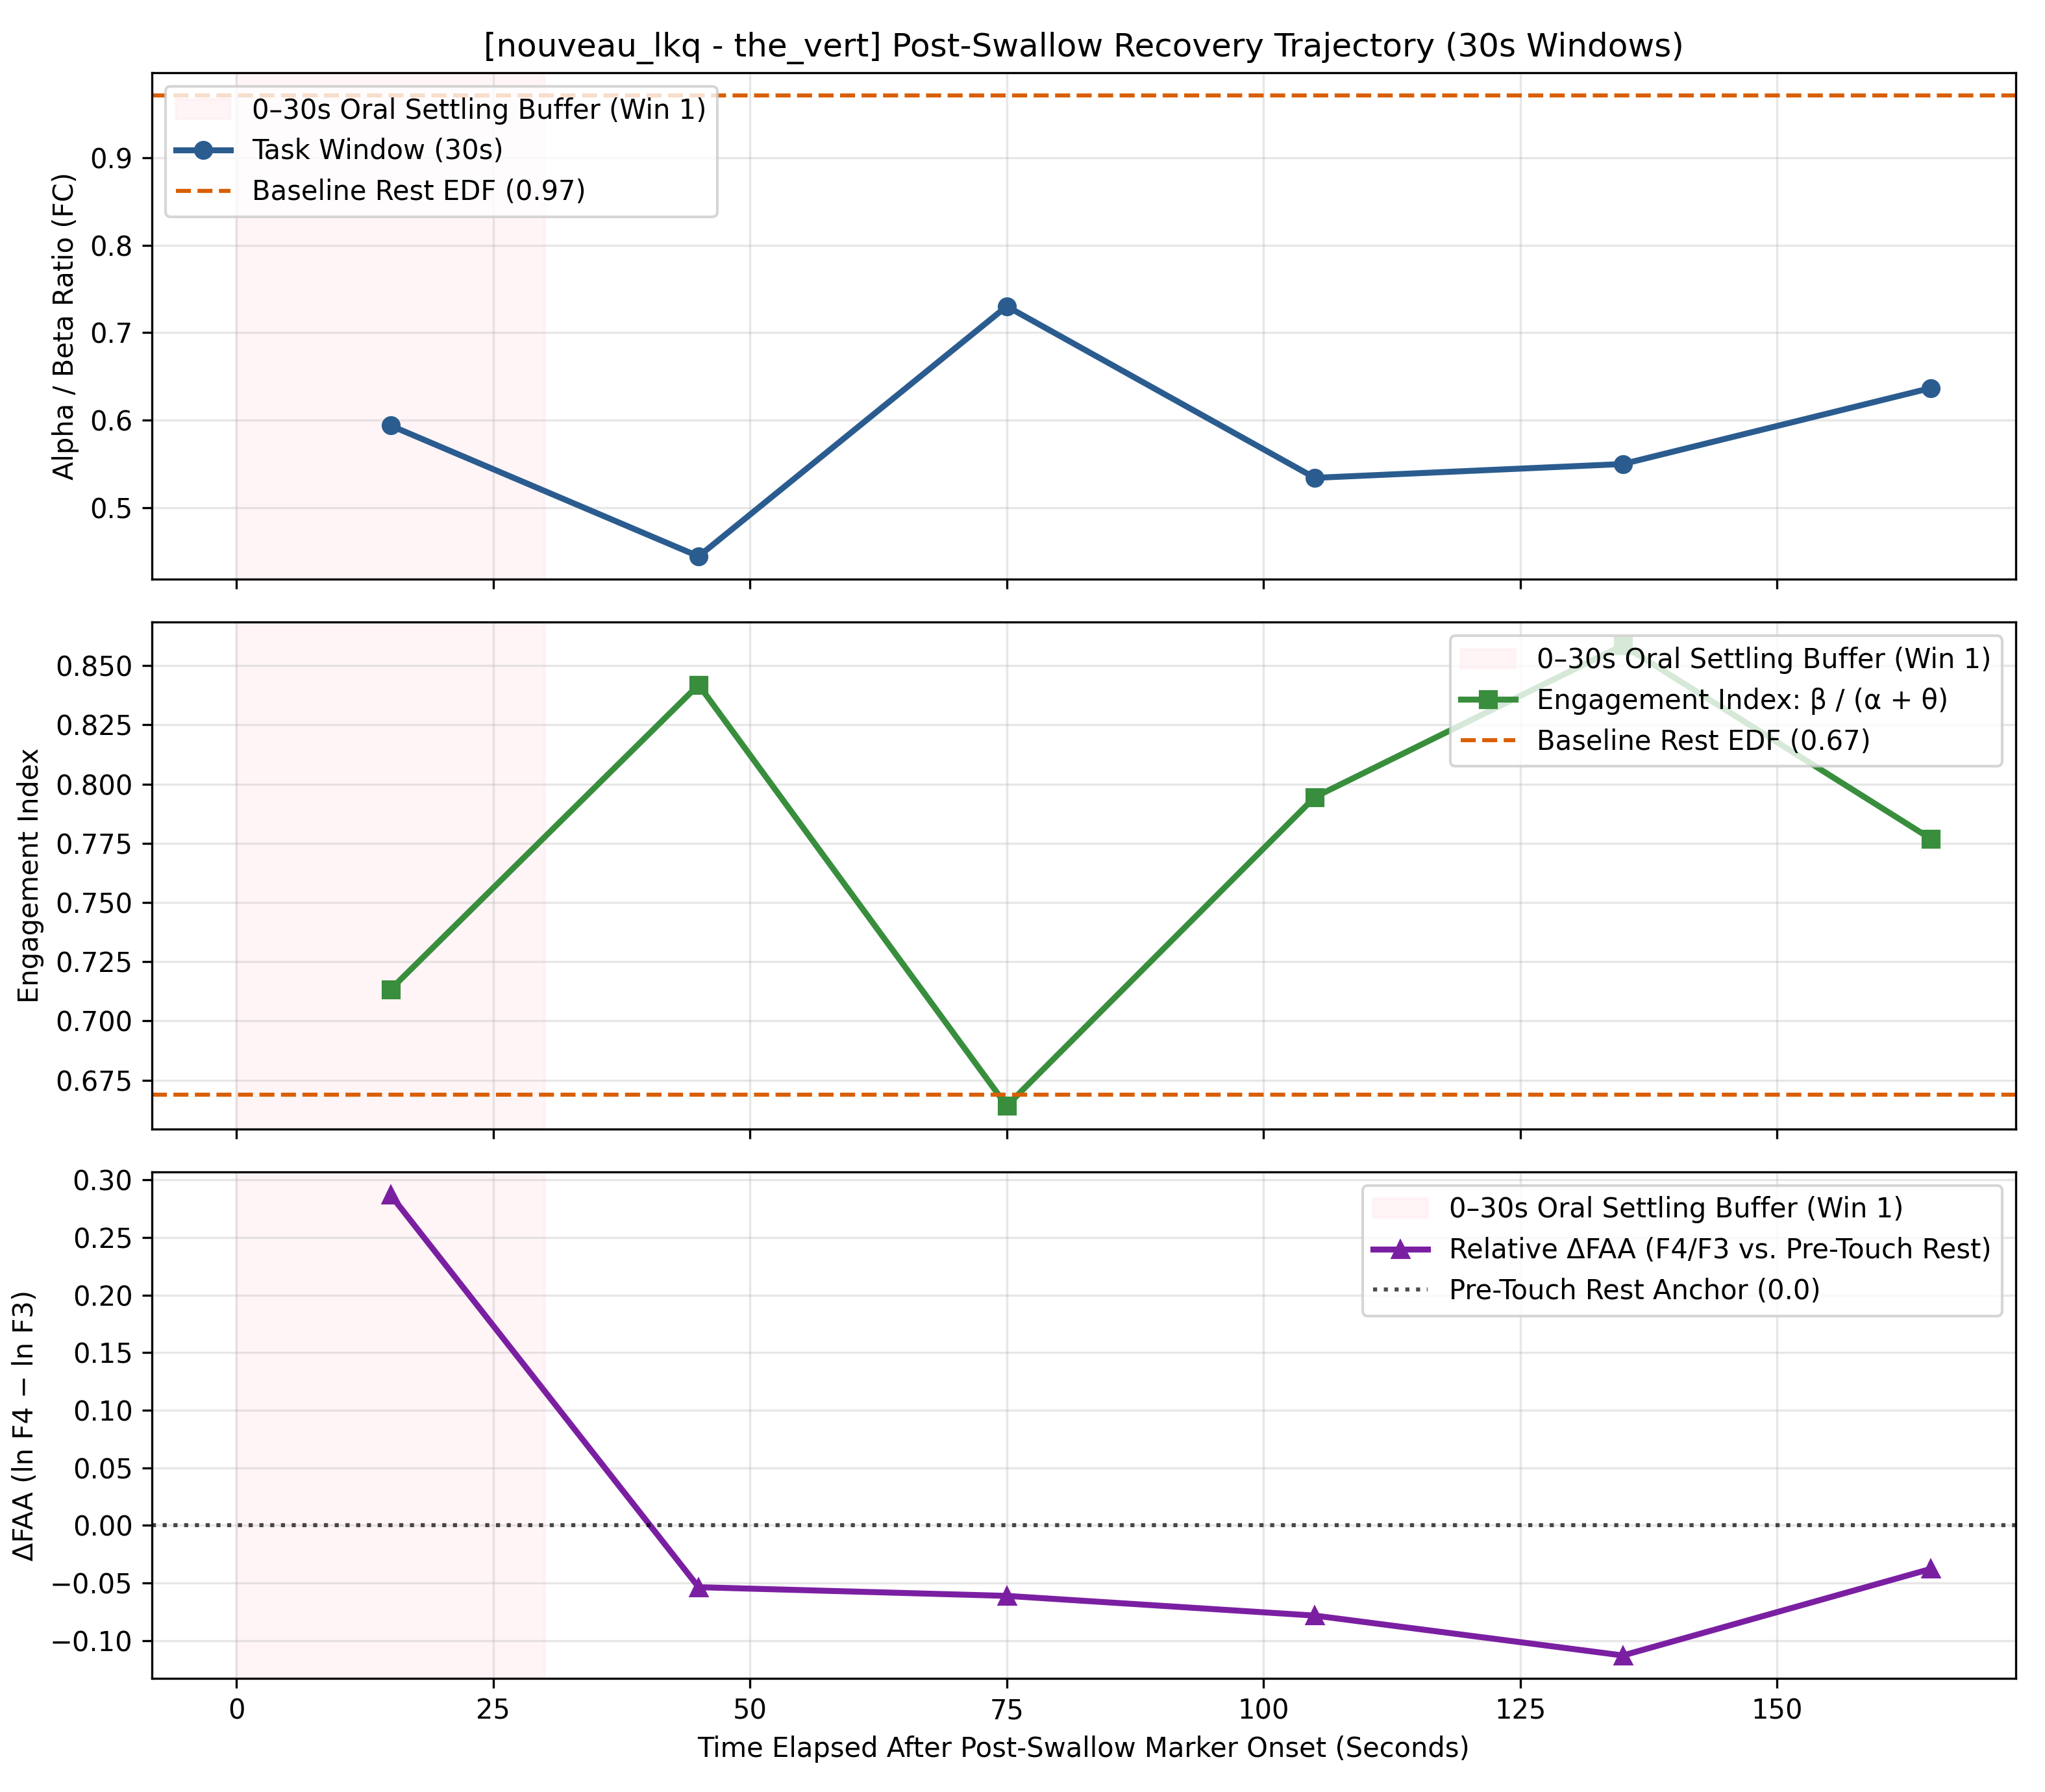 [nouveau_lkq - the_vert] Post-Swallow Recovery Trajectory (30s Windows)
Alpha / Beta Ratio (FC)
0.9
0.8
0.7
0.6
0.5
0–30s Oral Settling Buffer (Win 1)
Task Window (30s)
Baseline Rest EDF (0.97)
Engagement Index
0.850
0.825
0.800
0.775
0.750
0.725
0.700
0.675
0–30s Oral Settling Buffer (Win 1)
Engagement Index: β / (α + θ)
Baseline Rest EDF (0.67)
ΔFAA (ln F4 − ln F3)
0.30
0.25
0.20
0.15
0.10
0.05
0.00
−0.05
−0.10
0–30s Oral Settling Buffer (Win 1)
Relative ΔFAA (F4/F3 vs. Pre-Touch Rest)
Pre-Touch Rest Anchor (0.0)
0 25 50 75 100 125 150
Time Elapsed After Post-Swallow Marker Onset (Seconds)